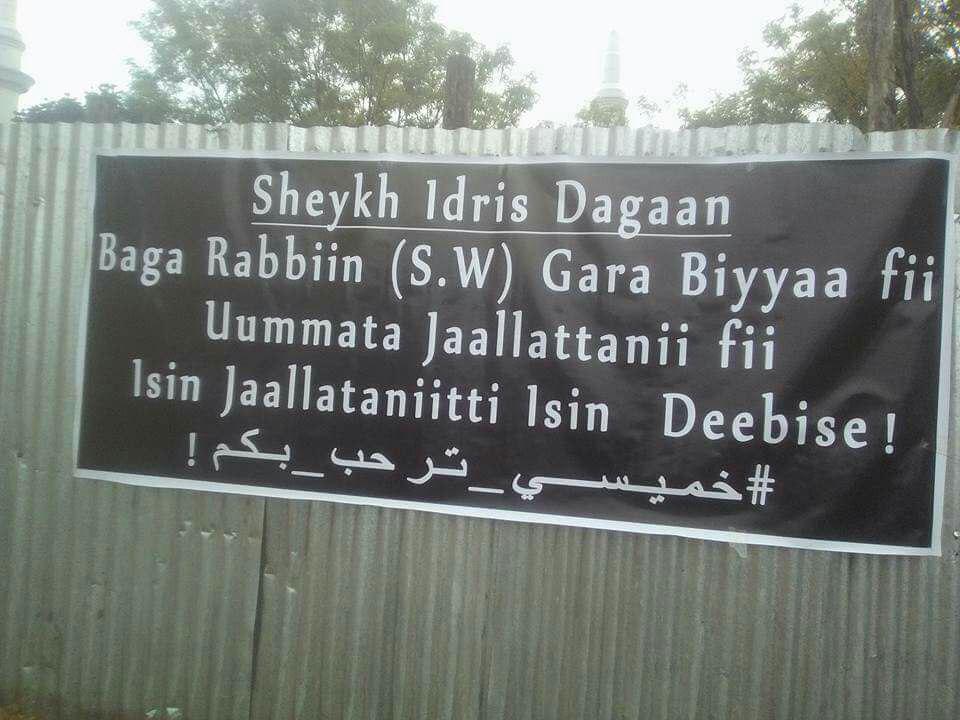 Sheykh Idris Dagaan
Baga Rabbiin (S.W) Gara Biyyaa fii
Uummata Jaallattanii fii
Isin Jaallataniitti Isin Deebise!
#خميسي_ترحب_بكم!